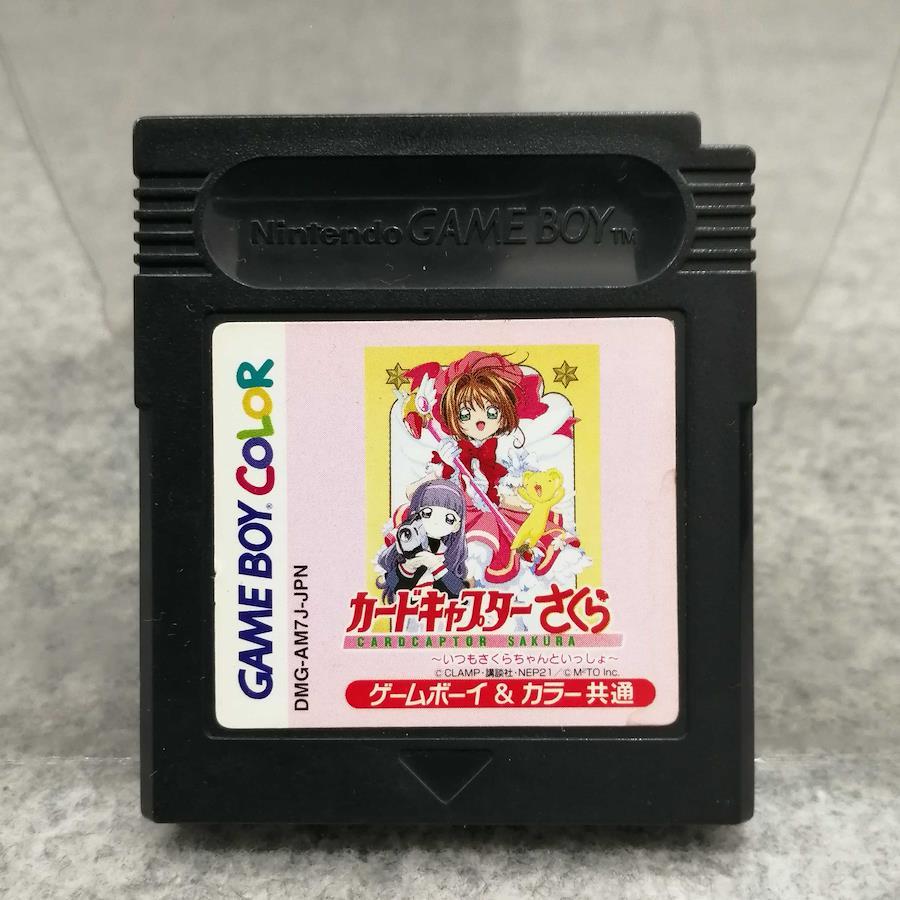 Nintendo GAME BOY TM
GAME BOY COLOR
DMG-AM7J-JPN
カードキャプターさくら
CARDCAPTOR SAKURA
～いつもさくらちゃんといっしょ～
©CLAMP・講談社・NEP21／©MTO Inc.
ゲームボーイ & カラー共通